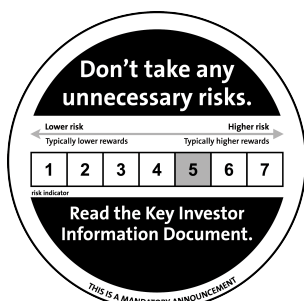 Don't take any
unnecessary risks.
Lower risk Higher risk
Typically lower rewards Typically higher rewards
1 2 3 4 5 6 7
risk indicator
Read the Key Investor
Information Document.
THIS IS A MANDATORY ANNOUNCEMENT